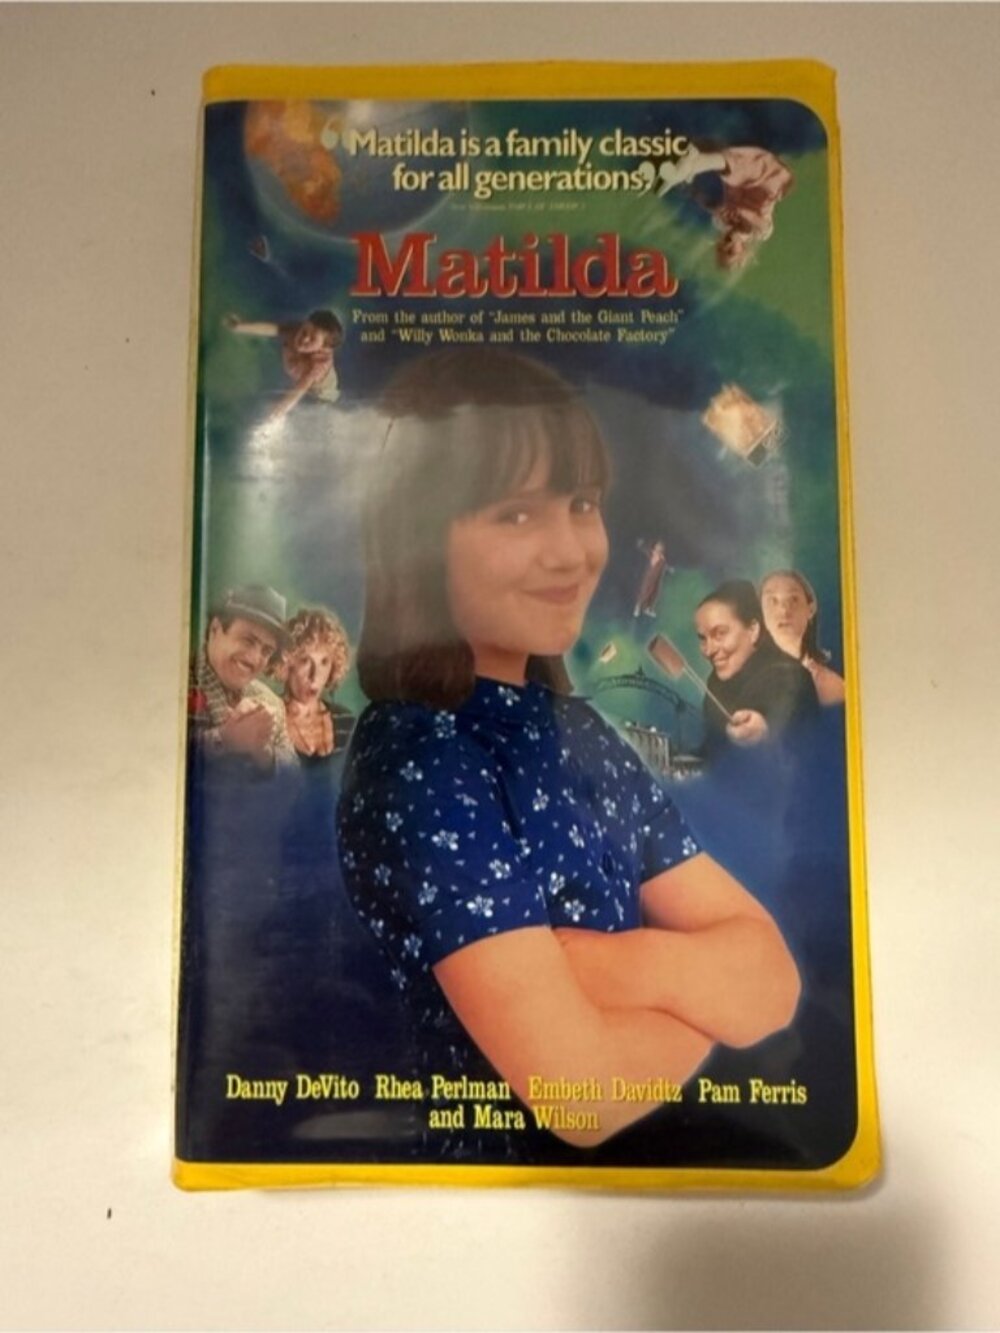 “Matilda is a family classic
for all generations.”
Matilda
From the author of "James and the Giant Peach"
and "Willy Wonka and the Chocolate Factory"
Danny DeVito Rhea Perlman Embeth Davidtz Pam Ferris
and Mara Wilson